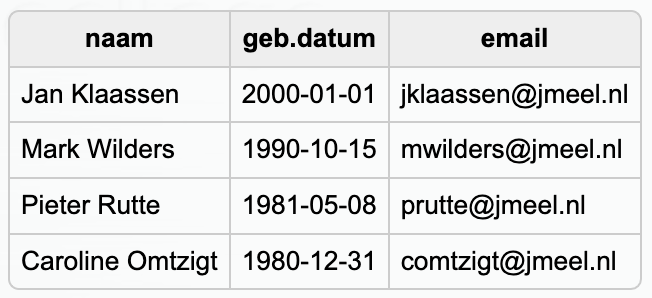 naam geb.datum email
Jan Klaassen 2000-01-01 jklaassen@jmeel.nl
Mark Wilders 1990-10-15 mwilders@jmeel.nl
Pieter Rutte 1981-05-08 prutte@jmeel.nl
Caroline Omtzigt 1980-12-31 comtzigt@jmeel.nl